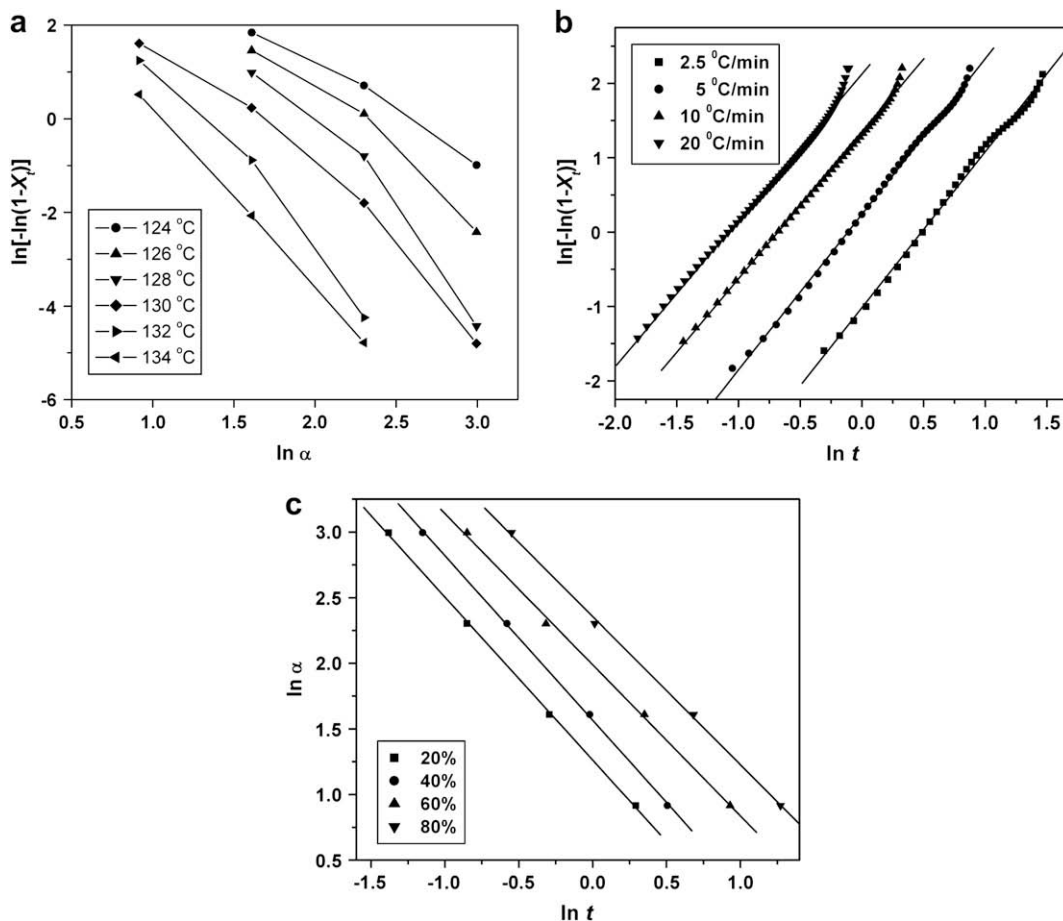 a
2
0
-2
-4
-6
ln[-ln(1-Xt)]
124 °C
126 °C
128 °C
130 °C
132 °C
134 °C
0.5 1.0 1.5 2.0 2.5 3.0
ln α
b
2
1
0
-1
-2
ln[-ln(1-Xt)]
2.5 ⁰C/min
5 ⁰C/min
10 ⁰C/min
20 ⁰C/min
-2.0 -1.5 -1.0 -0.5 0.0 0.5 1.0 1.5
ln t
c
3.0
2.5
2.0
1.5
1.0
0.5
ln α
20%
40%
60%
80%
-1.5 -1.0 -0.5 0.0 0.5 1.0
ln t